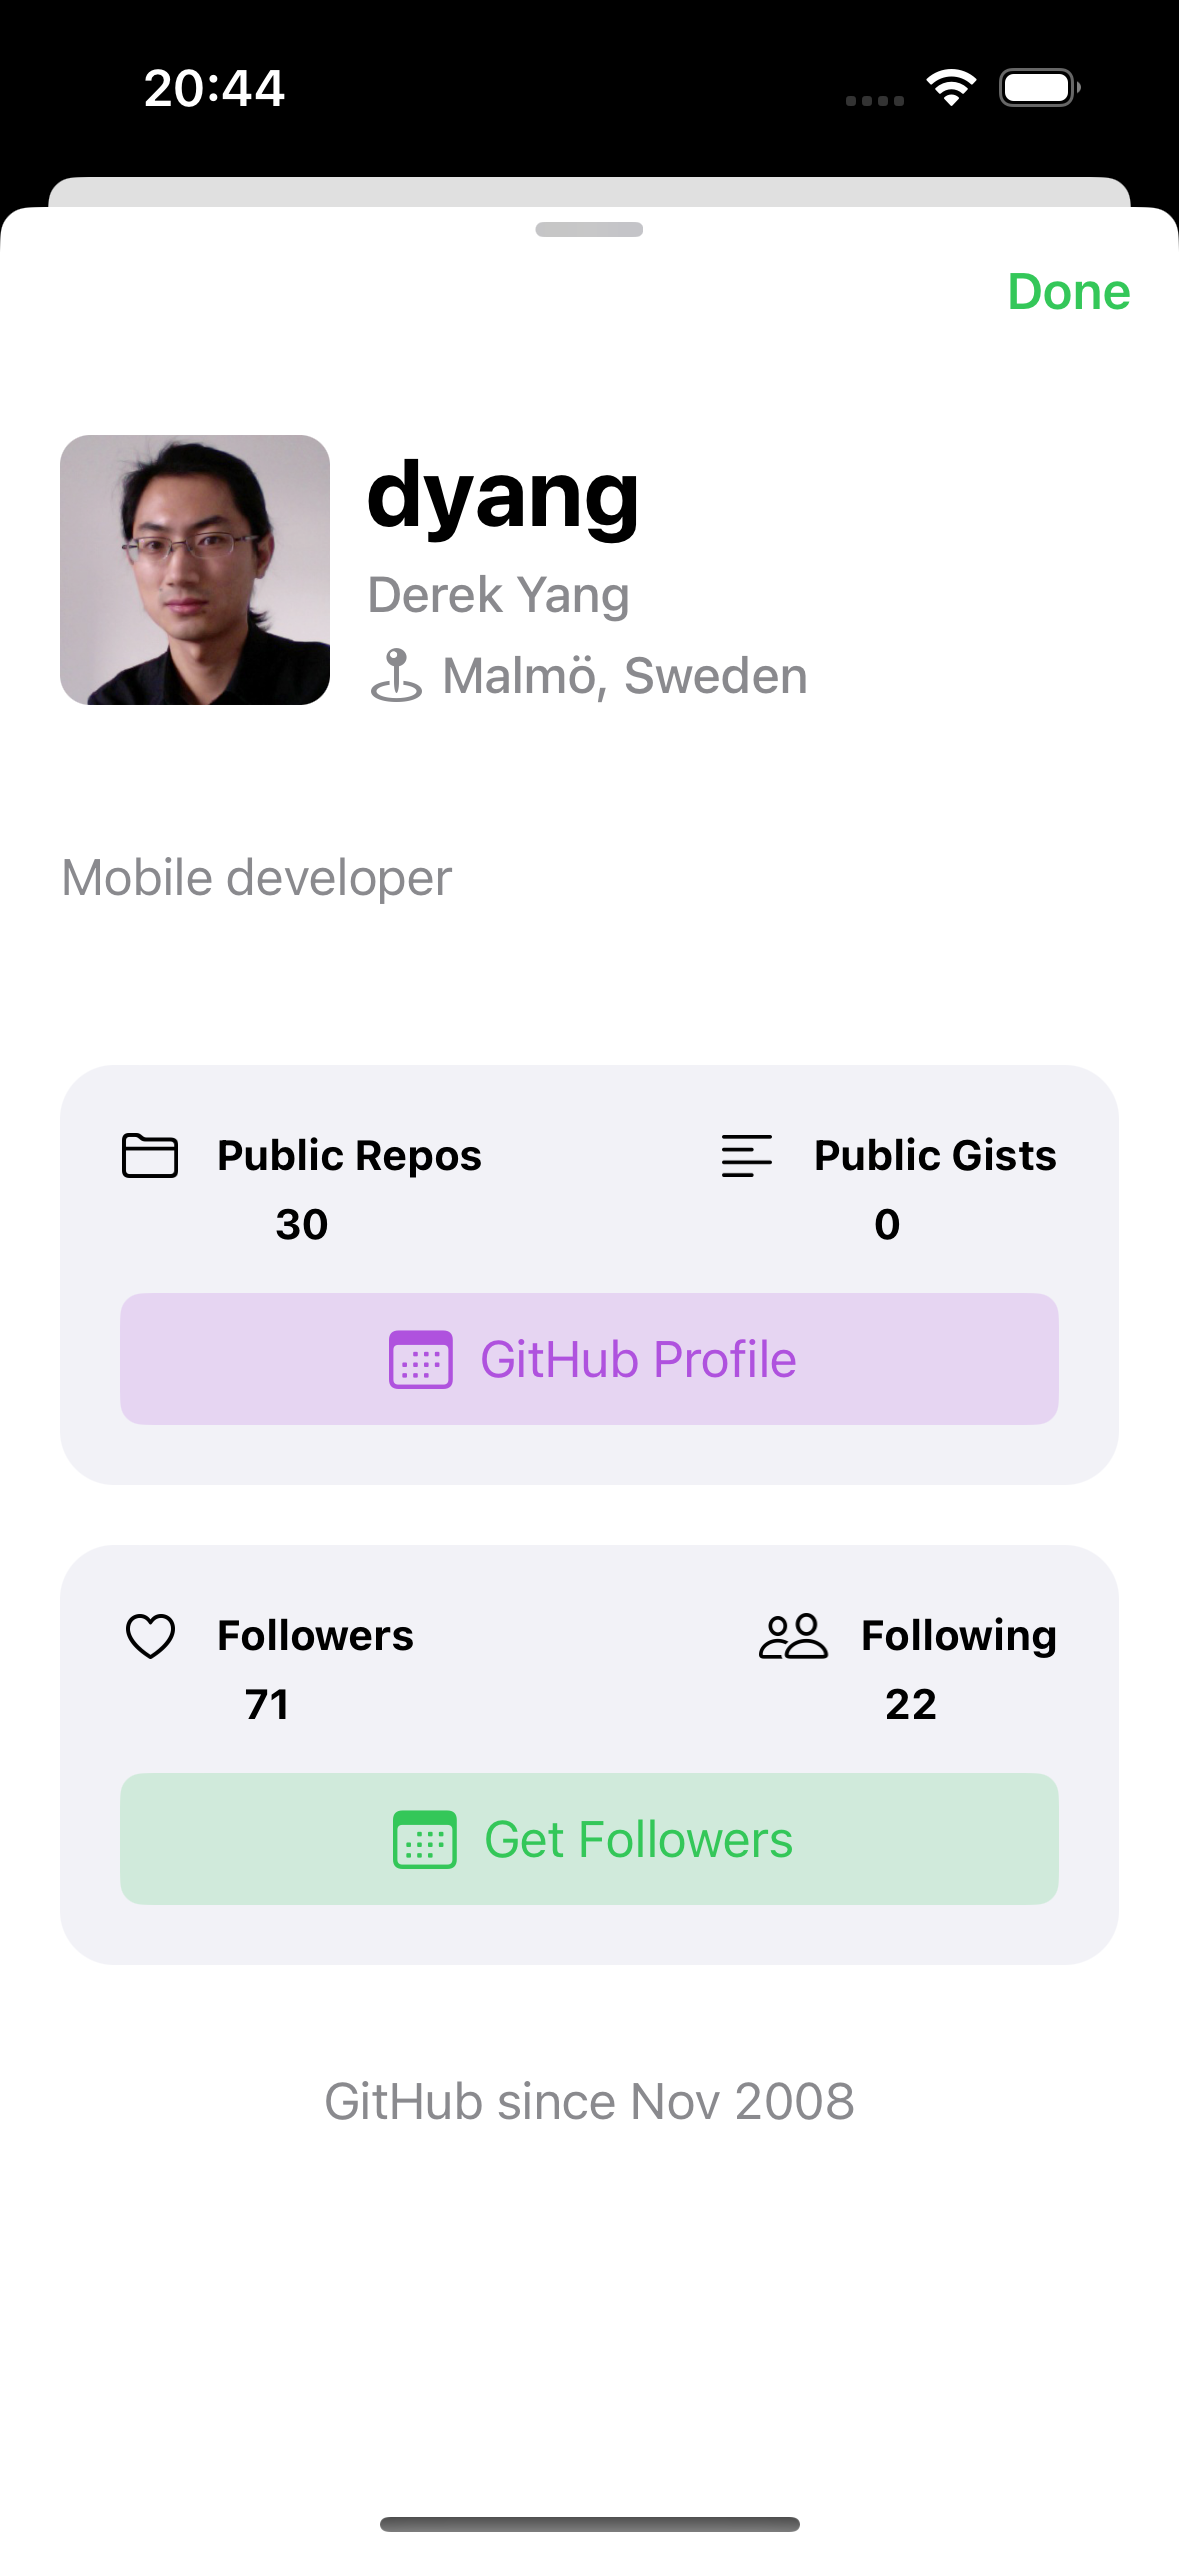 20:44
Done
dyang
Derek Yang
Malmö, Sweden
Mobile developer
Public Repos
30
Public Gists
0
GitHub Profile
Followers
71
Following
22
Get Followers
GitHub since Nov 2008